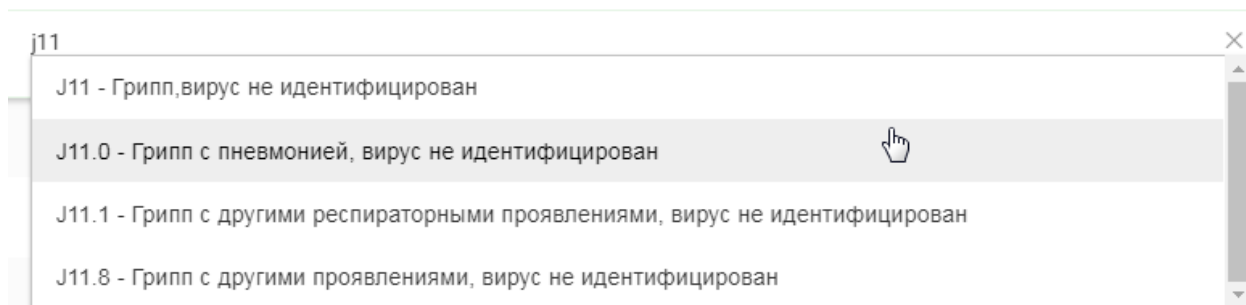 j11
J11 - Грипп,вирус не идентифицирован
J11.0 - Грипп с пневмонией, вирус не идентифицирован
J11.1 - Грипп с другими респираторными проявлениями, вирус не идентифицирован
J11.8 - Грипп с другими проявлениями, вирус не идентифицирован